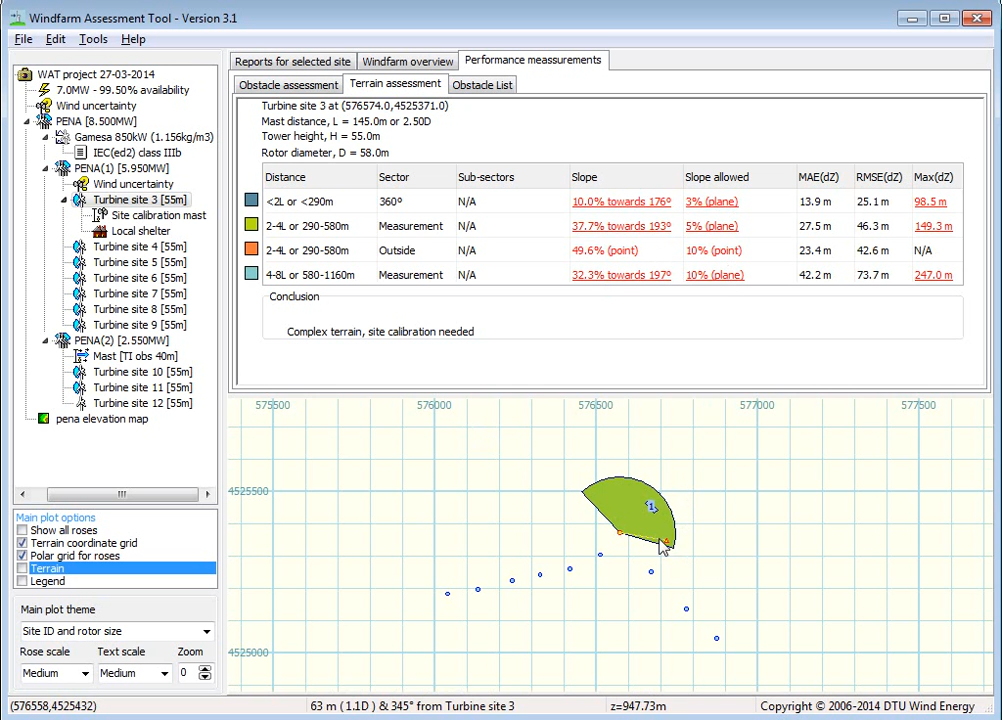 Windfarm Assessment Tool - Version 3.1
File Edit Tools Help
WAT project 27-03-2014
7.0MW - 99.50% availability
Wind uncertainty
PENA [8.500MW]
Gamesa 850kW (1.156kg/m3)
IEC(ed2) class IIIb
PENA(1) [5.950MW]
Wind uncertainty
Turbine site 3 [55m]
Site calibration mast
Local shelter
Turbine site 4 [55m]
Turbine site 5 [55m]
Turbine site 6 [55m]
Turbine site 7 [55m]
Turbine site 8 [55m]
Turbine site 9 [55m]
PENA(2) [2.550MW]
Mast [TI obs 40m]
Turbine site 10 [55m]
Turbine site 11 [55m]
Turbine site 12 [55m]
pena elevation map
Main plot options
Show all roses
Terrain coordinate grid
Polar grid for roses
Terrain
Legend
Main plot theme
Site ID and rotor size
Rose scale Text scale Zoom
Medium Medium 0
Reports for selected site Windfarm overview Performance measurements
Obstacle assessment Terrain assessment Obstacle List
Turbine site 3 at (576574.0,4525371.0)
Mast distance, L = 145.0m or 2.50D
Tower height, H = 55.0m
Rotor diameter, D = 58.0m
Distance Sector Sub-sectors Slope Slope allowed MAE(dZ) RMSE(dZ) Max(dZ)
<2L or <290m 360º N/A 10.0% towards 176º 3% (plane) 13.9 m 25.1 m 98.5 m
2-4L or 290-580m Measurement N/A 37.7% towards 193º 5% (plane) 27.5 m 46.3 m 149.3 m
2-4L or 290-580m Outside N/A 49.6% (point) 10% (point) 23.4 m 42.6 m N/A
4-8L or 580-1160m Measurement N/A 32.3% towards 197º 10% (plane) 42.2 m 73.7 m 247.0 m
Conclusion
Complex terrain, site calibration needed
575500 576000 576500 577000 577500
4525500
1
4525000
(576558,4525432) 63 m (1.1D) & 345° from Turbine site 3 z=947.73m Copyright © 2006-2014 DTU Wind Energy